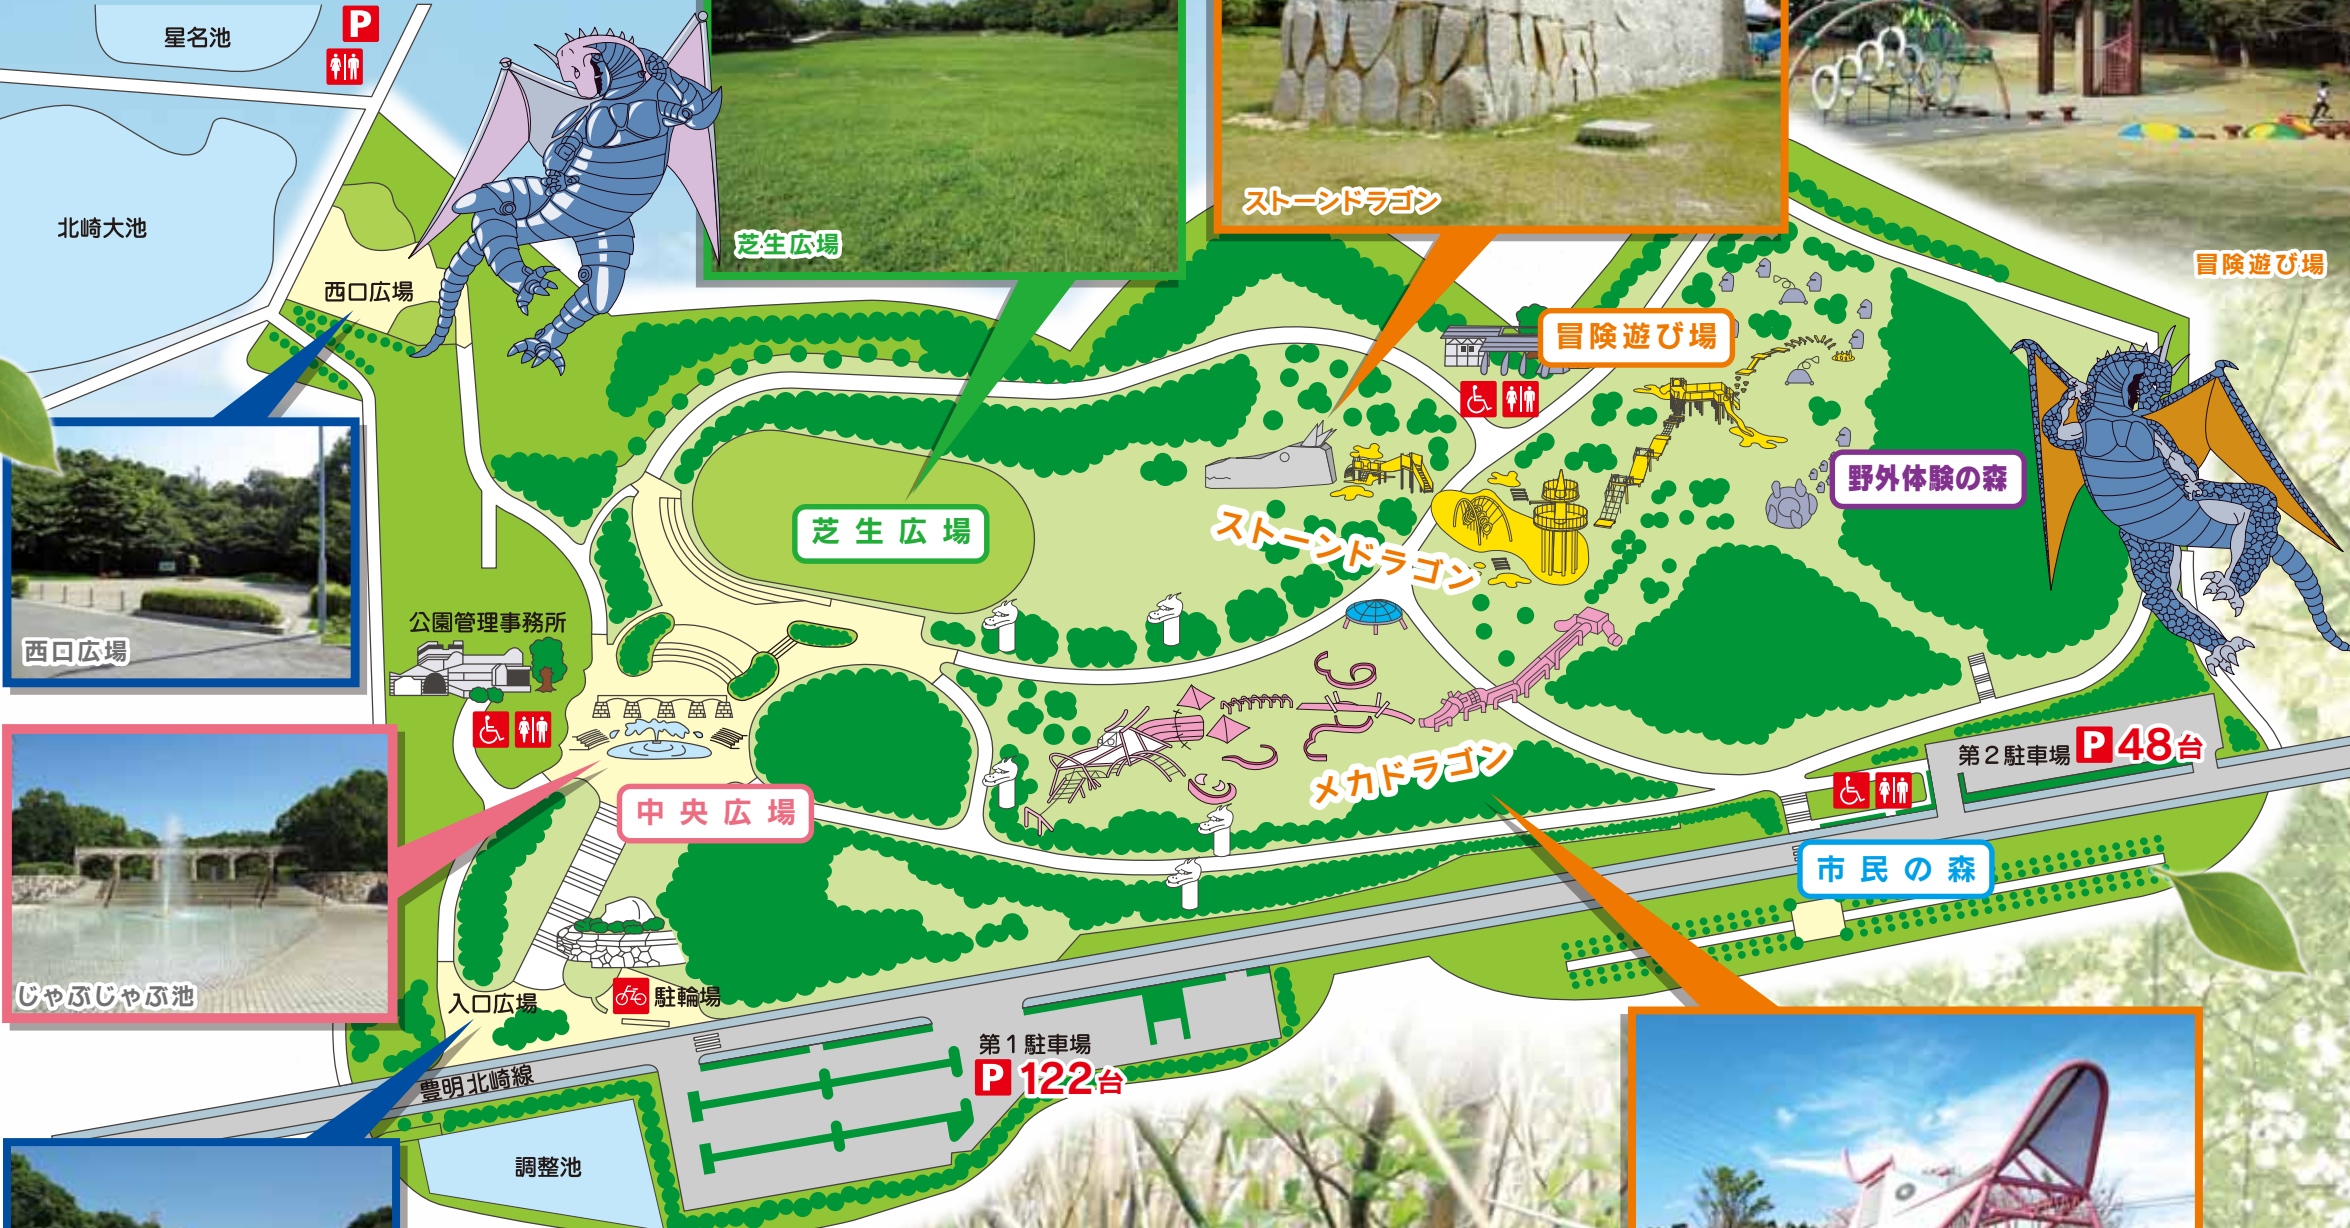 星名池
P
北崎大池
西口広場
芝生広場
ストーンドラゴン
冒険遊び場
冒険遊び場
野外体験の森
芝生広場
ストーンドラゴン
西口広場
公園管理事務所
メカドラゴン
第2駐車場 P 48台
中央広場
市民の森
じゃぶじゃぶ池
入口広場
駐輪場
第1駐車場
P 122台
豊明北崎線
調整池